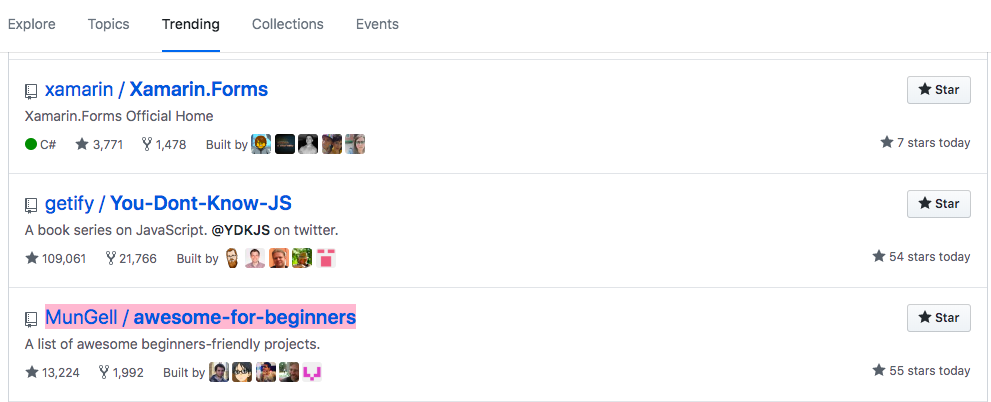 Explore Topics Trending Collections Events
xamarin / Xamarin.Forms Star
Xamarin.Forms Official Home
C# 3,771 1,478 Built by 7 stars today
getify / You-Dont-Know-JS Star
A book series on JavaScript. @YDKJS on twitter.
109,061 21,766 Built by 54 stars today
MunGell / awesome-for-beginners Star
A list of awesome beginners-friendly projects.
13,224 1,992 Built by 55 stars today